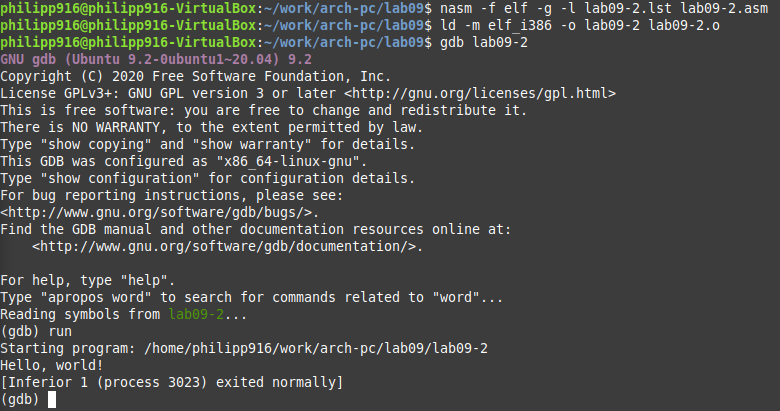 philipp916@philipp916-VirtualBox:~/work/arch-pc/lab09$ nasm -f elf -g -l lab09-2.lst lab09-2.asm
philipp916@philipp916-VirtualBox:~/work/arch-pc/lab09$ ld -m elf_i386 -o lab09-2 lab09-2.o
philipp916@philipp916-VirtualBox:~/work/arch-pc/lab09$ gdb lab09-2
GNU gdb (Ubuntu 9.2-0ubuntu1~20.04) 9.2
Copyright (C) 2020 Free Software Foundation, Inc.
License GPLv3+: GNU GPL version 3 or later <http://gnu.org/licenses/gpl.html>
This is free software: you are free to change and redistribute it.
There is NO WARRANTY, to the extent permitted by law.
Type "show copying" and "show warranty" for details.
This GDB was configured as "x86_64-linux-gnu".
Type "show configuration" for configuration details.
For bug reporting instructions, please see:
<http://www.gnu.org/software/gdb/bugs/>.
Find the GDB manual and other documentation resources online at:
    <http://www.gnu.org/software/gdb/documentation/>.

For help, type "help".
Type "apropos word" to search for commands related to "word"...
Reading symbols from lab09-2...
(gdb) run
Starting program: /home/philipp916/work/arch-pc/lab09/lab09-2
Hello, world!
[Inferior 1 (process 3023) exited normally]
(gdb)